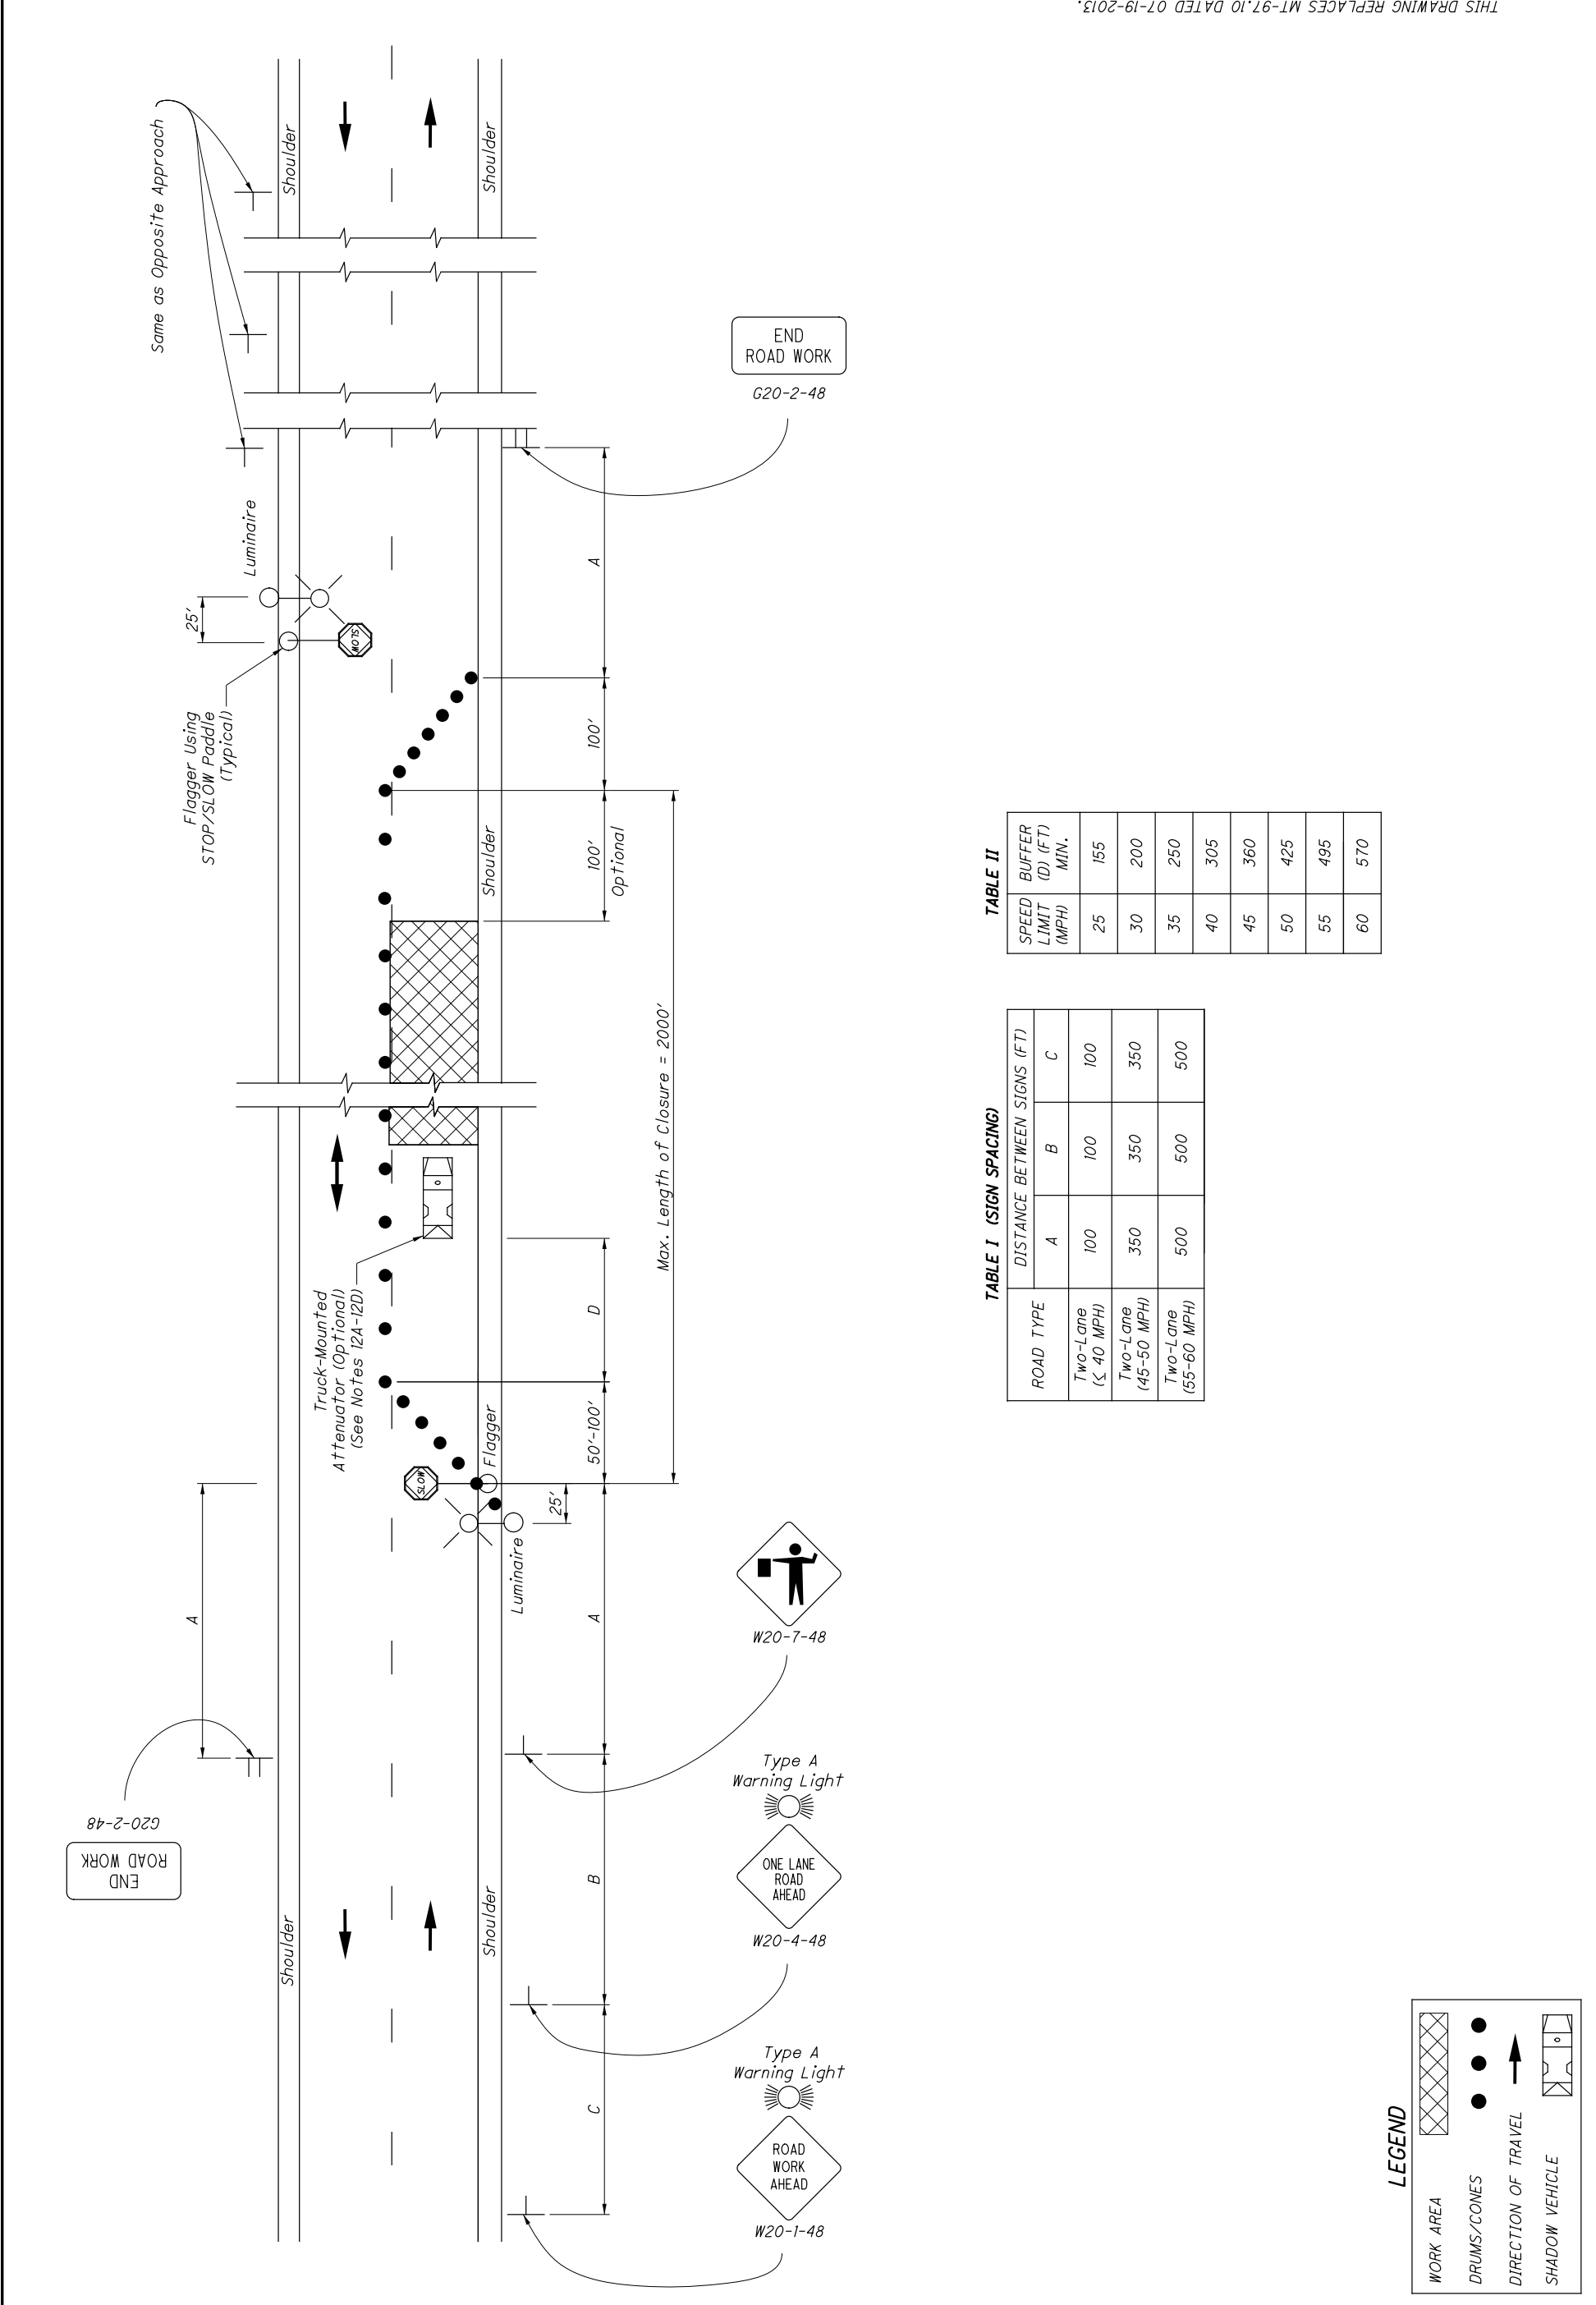 THIS DRAWING REPLACES MT-97.10 DATED 07-19-2013.
Same as Opposite Approach
Shoulder
Shoulder
END
ROAD WORK
G20-2-48
Luminaire
25'
SLOW
Flagger Using
STOP/SLOW Paddle
(Typical)
A
100'
100'
Optional
Shoulder
Max. Length of Closure = 2000'
Truck-Mounted
Attenuator (Optional)
(See Notes 12A-12D)
D
50'-100'
Flagger
SLOW
25'
Luminaire
A
A
W20-7-48
G20-2-48
END
ROAD WORK
Type A
Warning Light
ONE LANE
ROAD
AHEAD
W20-4-48
B
Shoulder
Shoulder
Type A
Warning Light
ROAD
WORK
AHEAD
W20-1-48
C
TABLE I (SIGN SPACING)
ROAD TYPE
DISTANCE BETWEEN SIGNS (FT)
A B C
Two-Lane
(≤ 40 MPH)
100 100 100
Two-Lane
(45-50 MPH)
350 350 350
Two-Lane
(55-60 MPH)
500 500 500
TABLE II
SPEED
LIMIT
(MPH)
BUFFER
(D) (FT)
MIN.
25 155
30 200
35 250
40 305
45 360
50 425
55 495
60 570
LEGEND
WORK AREA
DRUMS/CONES
DIRECTION OF TRAVEL
SHADOW VEHICLE